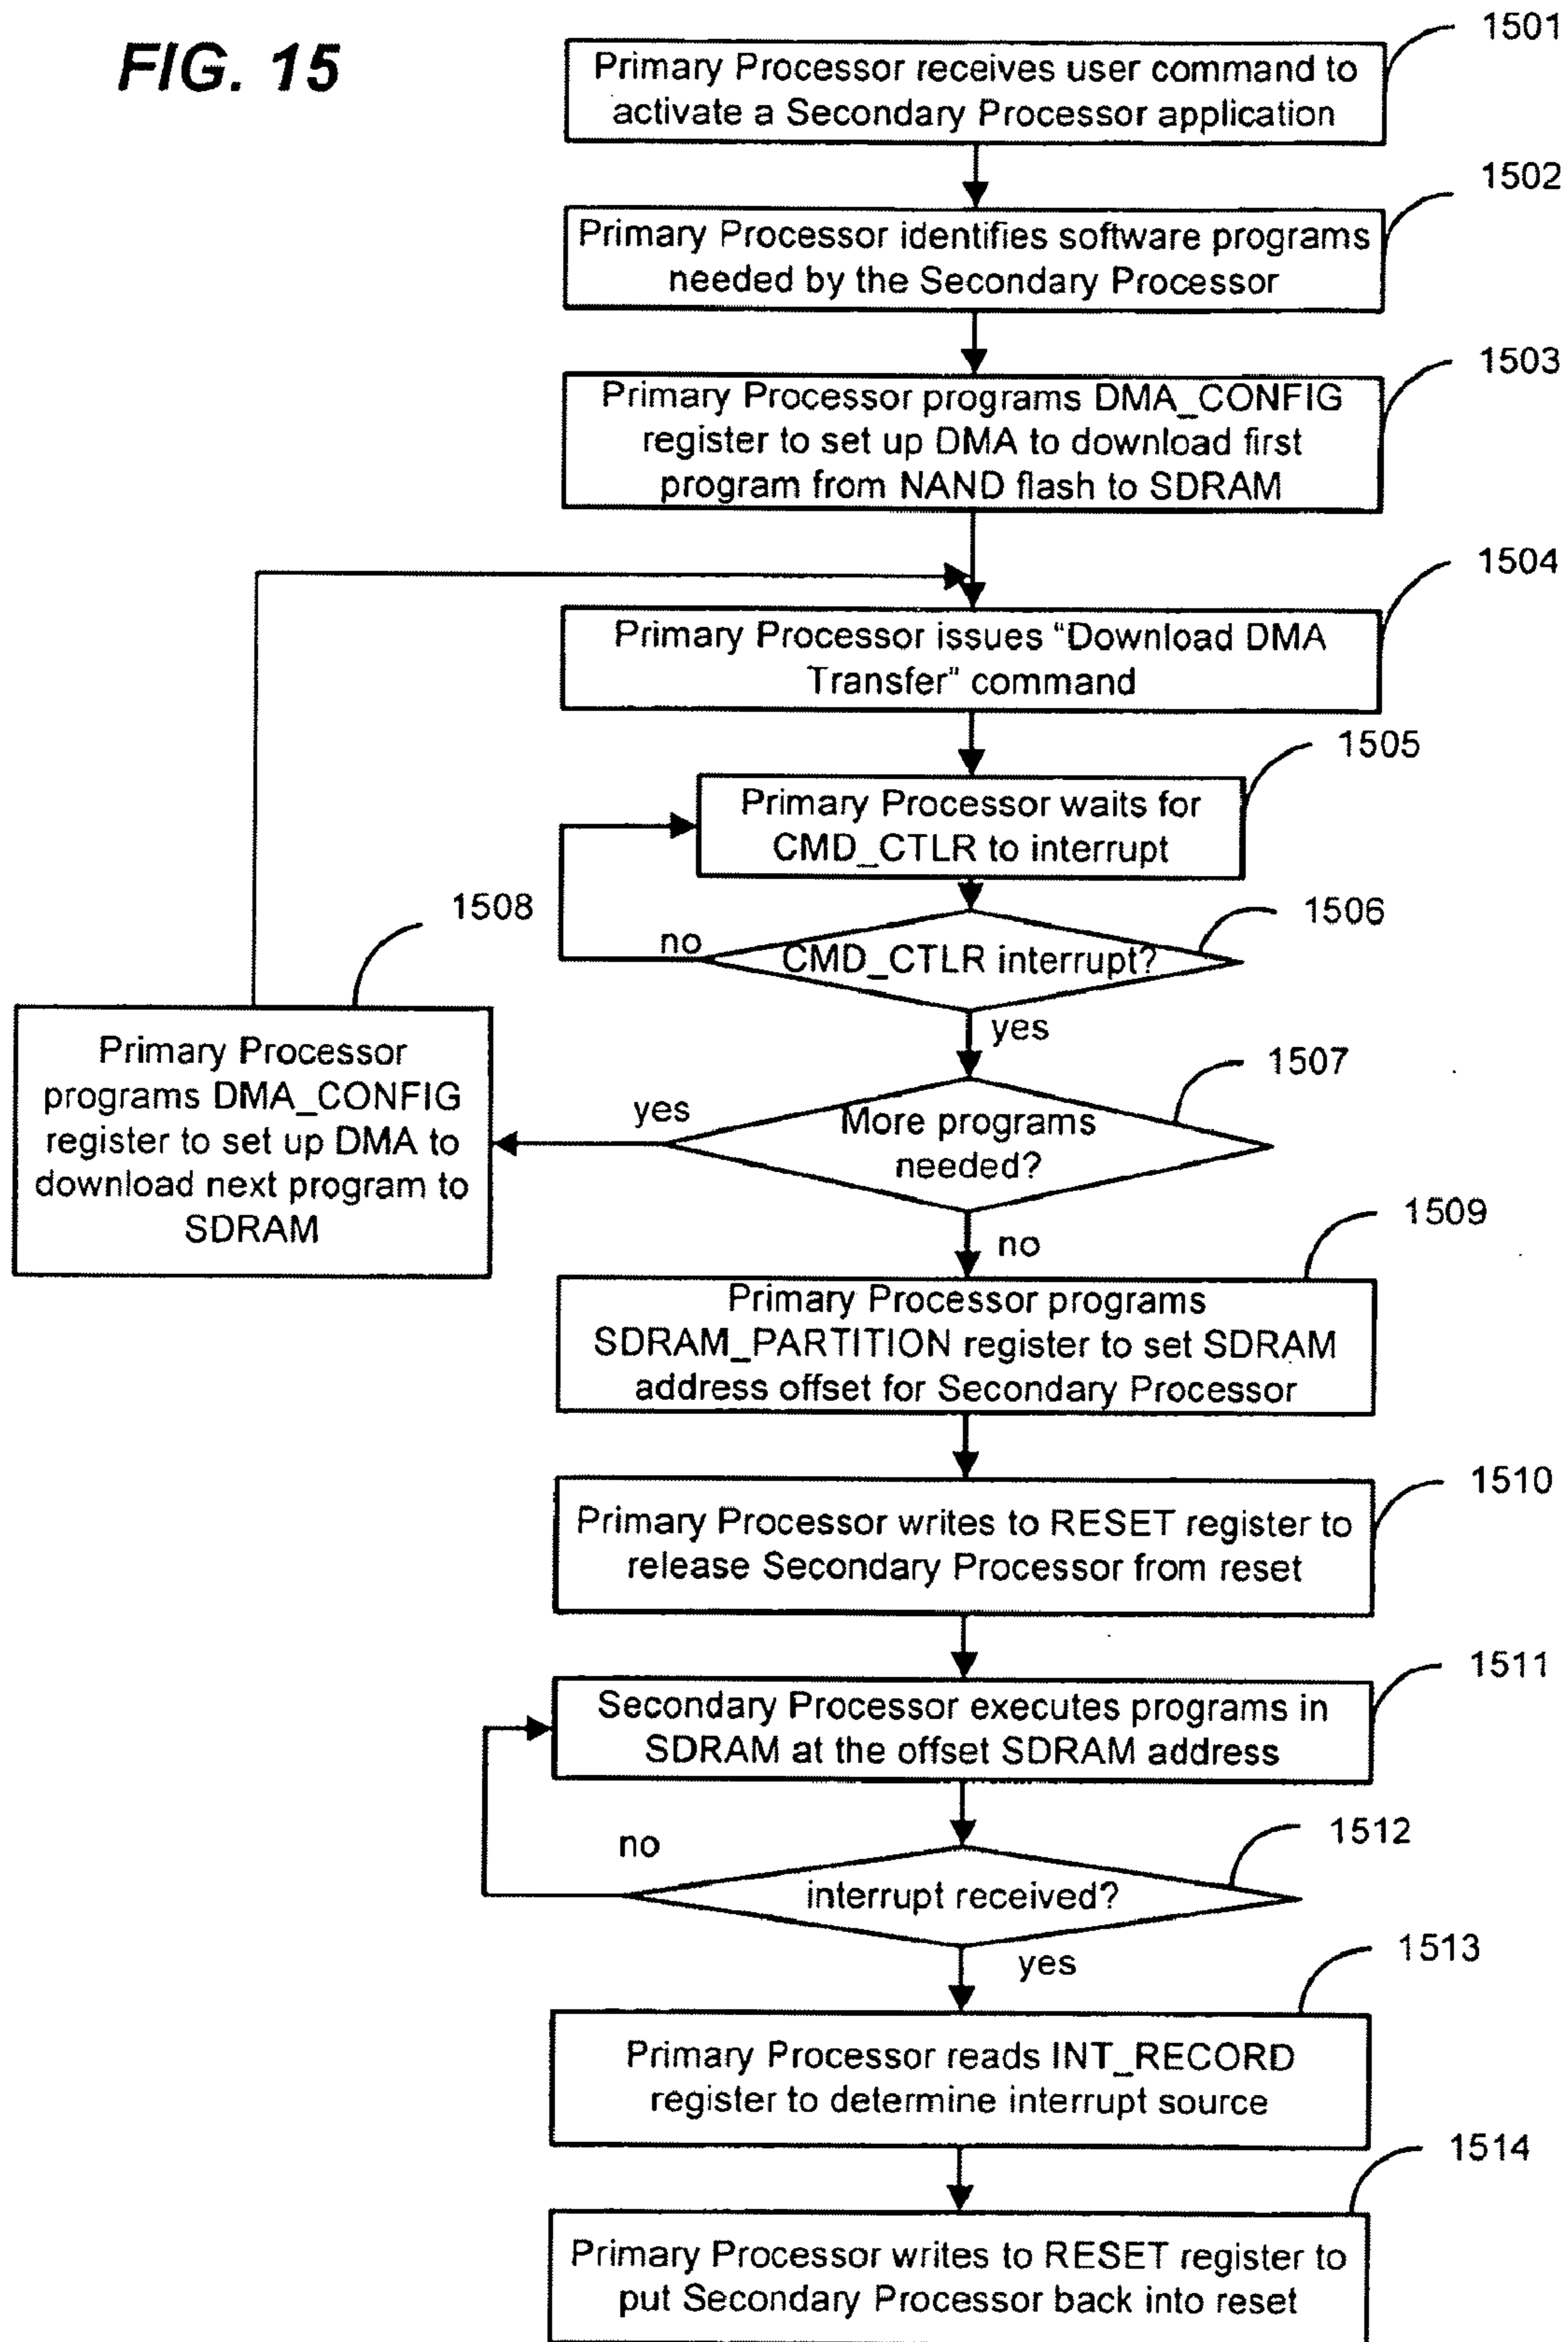 FIG. 15
1501
Primary Processor receives user command to
activate a Secondary Processor application
1502
Primary Processor identifies software programs
needed by the Secondary Processor
1503
Primary Processor programs DMA_CONFIG
register to set up DMA to download first
program from NAND flash to SDRAM
1504
Primary Processor issues “Download DMA
Transfer” command
1505
Primary Processor waits for
CMD_CTLR to interrupt
1506
CMD_CTLR interrupt?
no
yes
1507
More programs
needed?
yes
no
1508
Primary Processor
programs DMA_CONFIG
register to set up DMA to
download next program to
SDRAM
1509
Primary Processor programs
SDRAM_PARTITION register to set SDRAM
address offset for Secondary Processor
1510
Primary Processor writes to RESET register to
release Secondary Processor from reset
1511
Secondary Processor executes programs in
SDRAM at the offset SDRAM address
1512
interrupt received?
no
yes
1513
Primary Processor reads INT_RECORD
register to determine interrupt source
1514
Primary Processor writes to RESET register to
put Secondary Processor back into reset